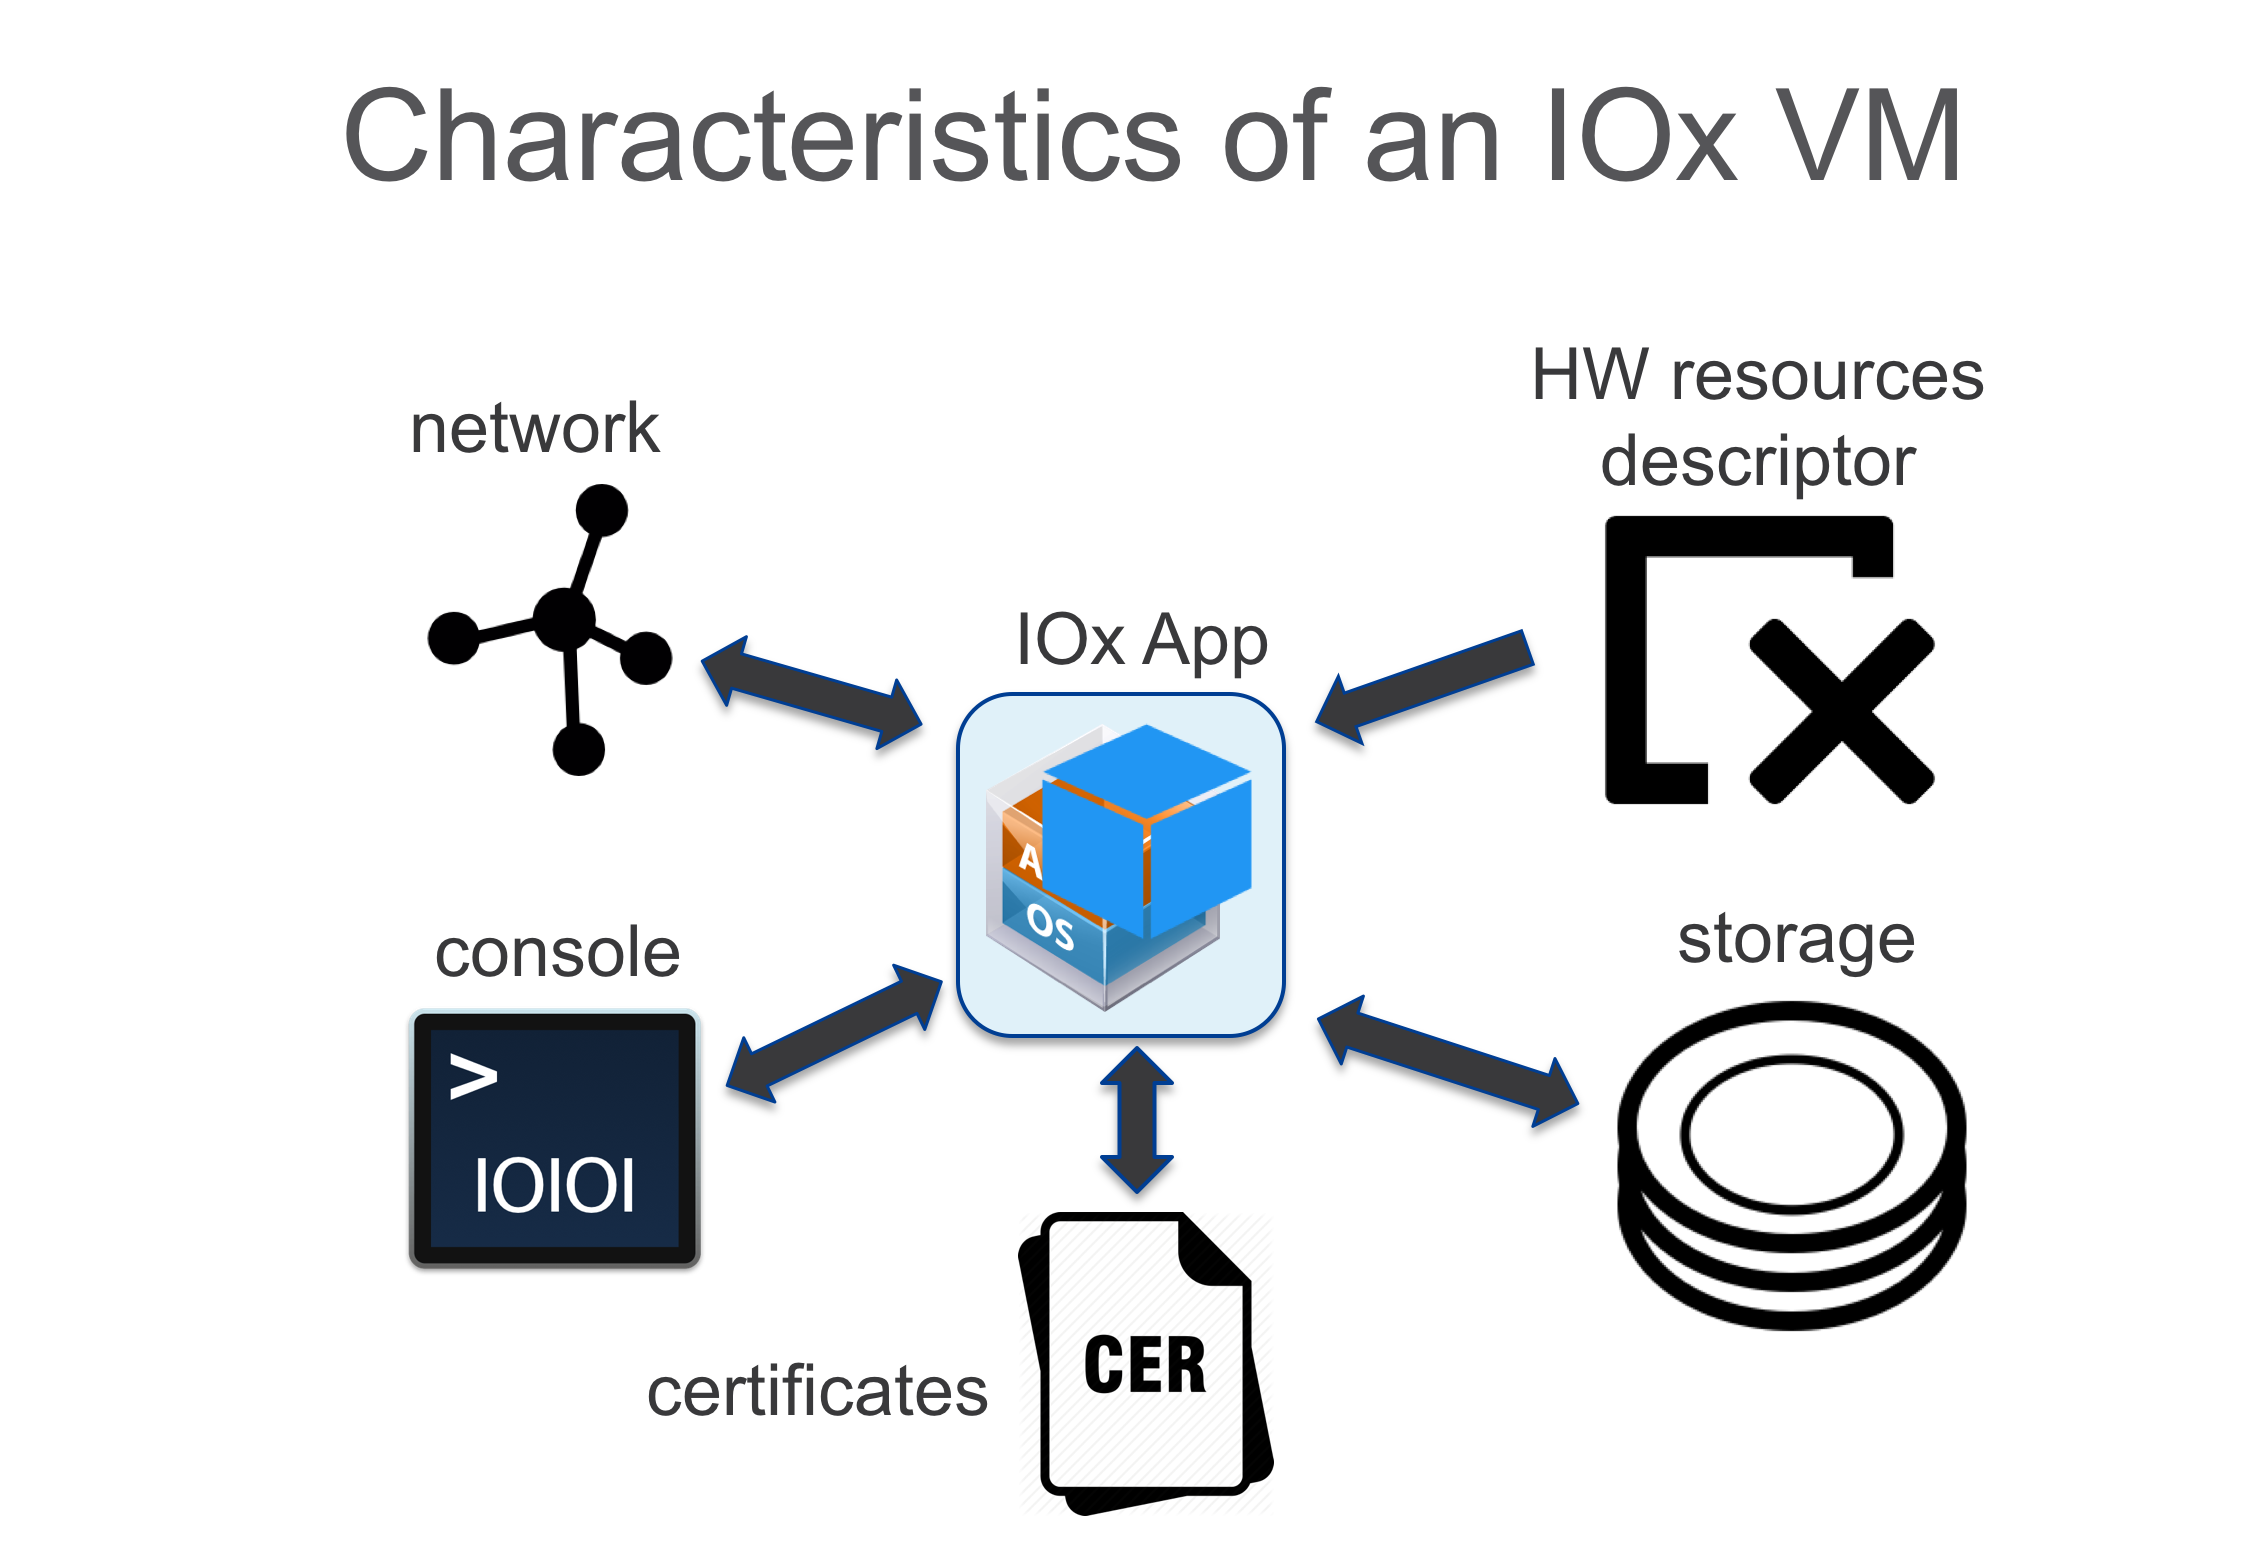 Characteristics of an IOx VM
network
HW resources
descriptor
IOx App
A
OS
console
>
IOIOI
storage
certificates
CER